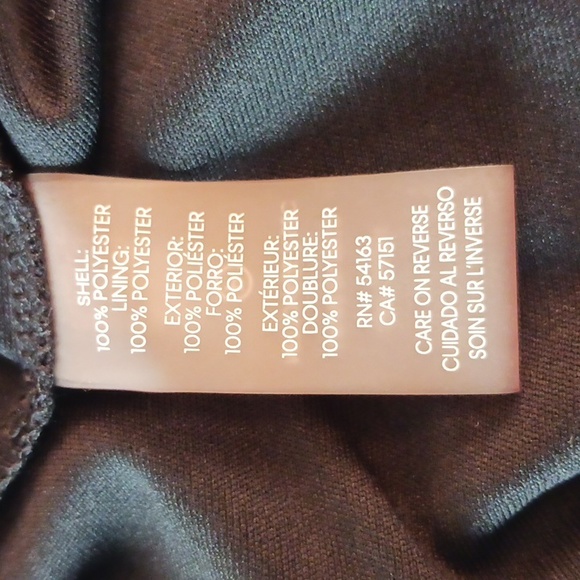 SHELL:
100% POLYESTER
LINING:
100% POLYESTER
EXTERIOR:
100% POLIÉSTER
FORRO:
100% POLIÉSTER
EXTÉRIEUR:
100% POLYESTER
DOUBLURE:
100% POLYESTER
RN# 54163
CA# 57151
CARE ON REVERSE
CUIDADO AL REVERSO
SOIN SUR L'INVERSE